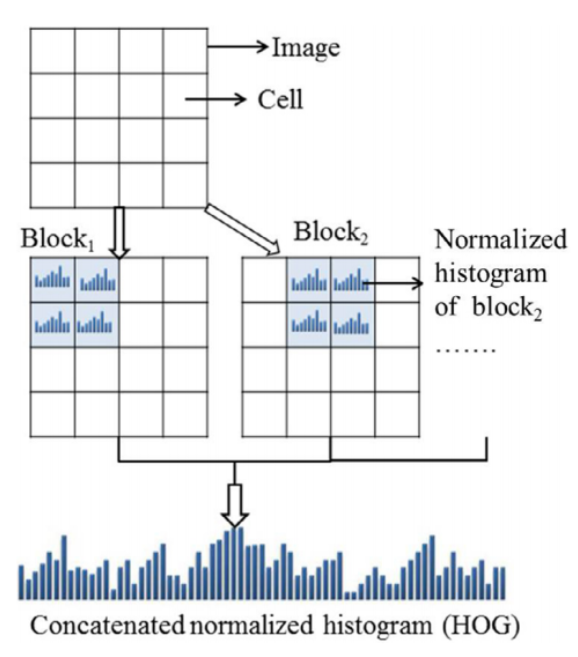 Image
Cell
Block₁
Block₂
Normalized
histogram
of block₂
.......
Concatenated normalized histogram (HOG)